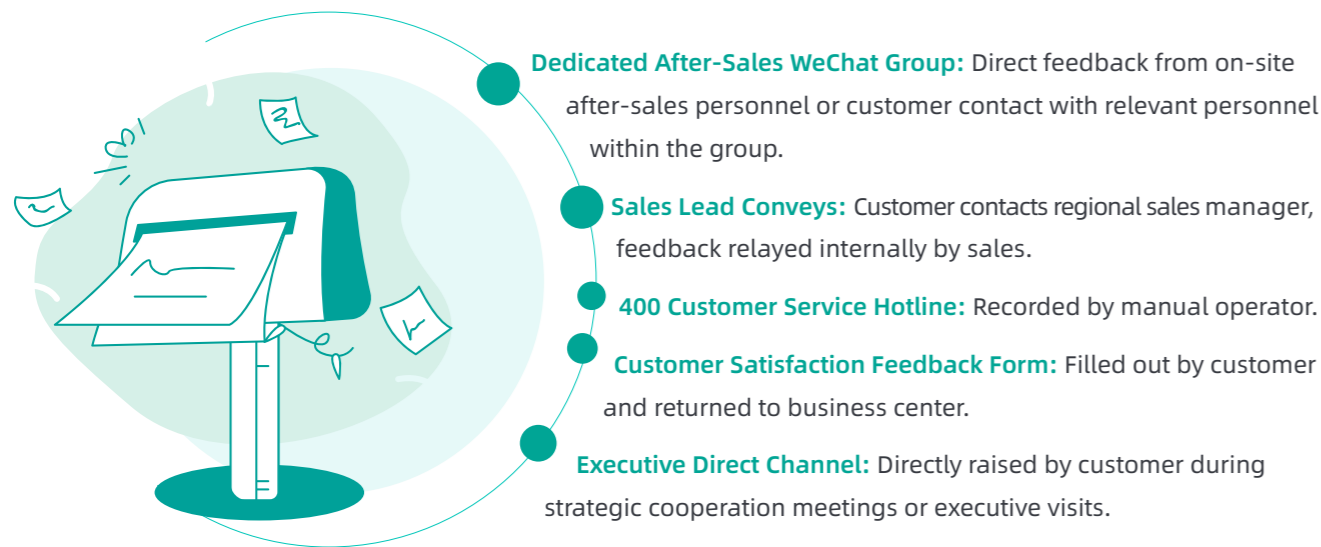 Dedicated After-Sales WeChat Group: Direct feedback from on-site
after-sales personnel or customer contact with relevant personnel
within the group.
Sales Lead Conveys: Customer contacts regional sales manager,
feedback relayed internally by sales.
400 Customer Service Hotline: Recorded by manual operator.
Customer Satisfaction Feedback Form: Filled out by customer
and returned to business center.
Executive Direct Channel: Directly raised by customer during
strategic cooperation meetings or executive visits.